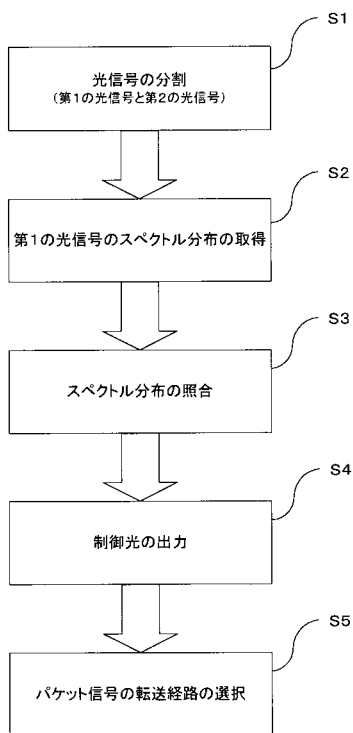 S1
光信号の分割
(第1の光信号と第2の光信号)
S2
第1の光信号のスペクトル分布の取得
S3
スペクトル分布の照合
S4
制御光の出力
S5
パケット信号の転送経路の選択